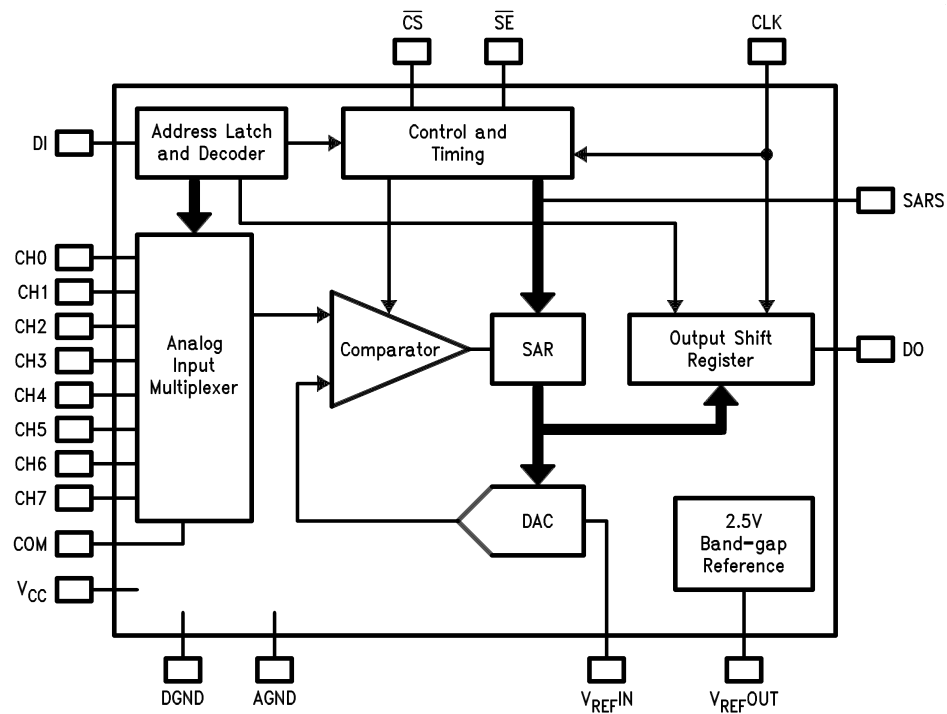 CS SE CLK
DI
Address Latch
and Decoder
Control and
Timing
SARS
CH0
CH1
CH2
CH3
CH4
CH5
CH6
CH7
COM
VCC
Analog
Input
Multiplexer
Comparator
SAR
Output Shift
Register
DO
DAC
2.5V
Band-gap
Reference
DGND AGND VREFIN VREFOUT